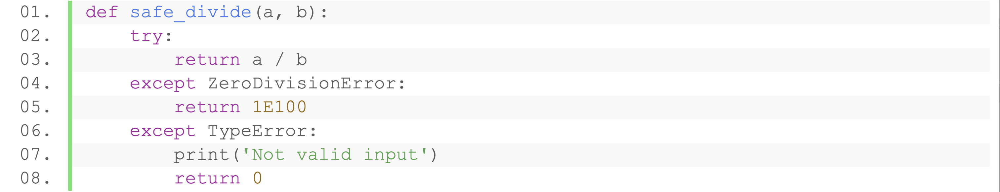 01. def safe_divide(a, b):
02.     try:
03.         return a / b
04.     except ZeroDivisionError:
05.         return 1E100
06.     except TypeError:
07.         print('Not valid input')
08.         return 0